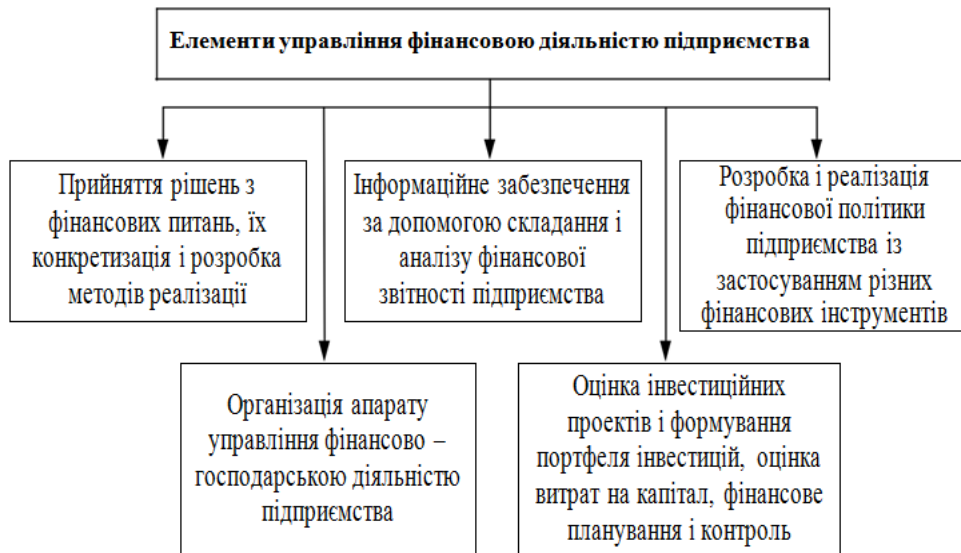 Елементи управління фінансовою діяльністю підприємства
Прийняття рішень з
фінансових питань, їх
конкретизація і розробка
методів реалізації
Інформаційне забезпечення
за допомогою складання і
аналізу фінансової
звітності підприємства
Розробка і реалізація
фінансової політики
підприємства із
застосуванням різних
фінансових інструментів
Організація апарату
управління фінансово –
господарською діяльністю
підприємства
Оцінка інвестиційних
проектів і формування
портфеля інвестицій, оцінка
витрат на капітал, фінансове
планування і контроль